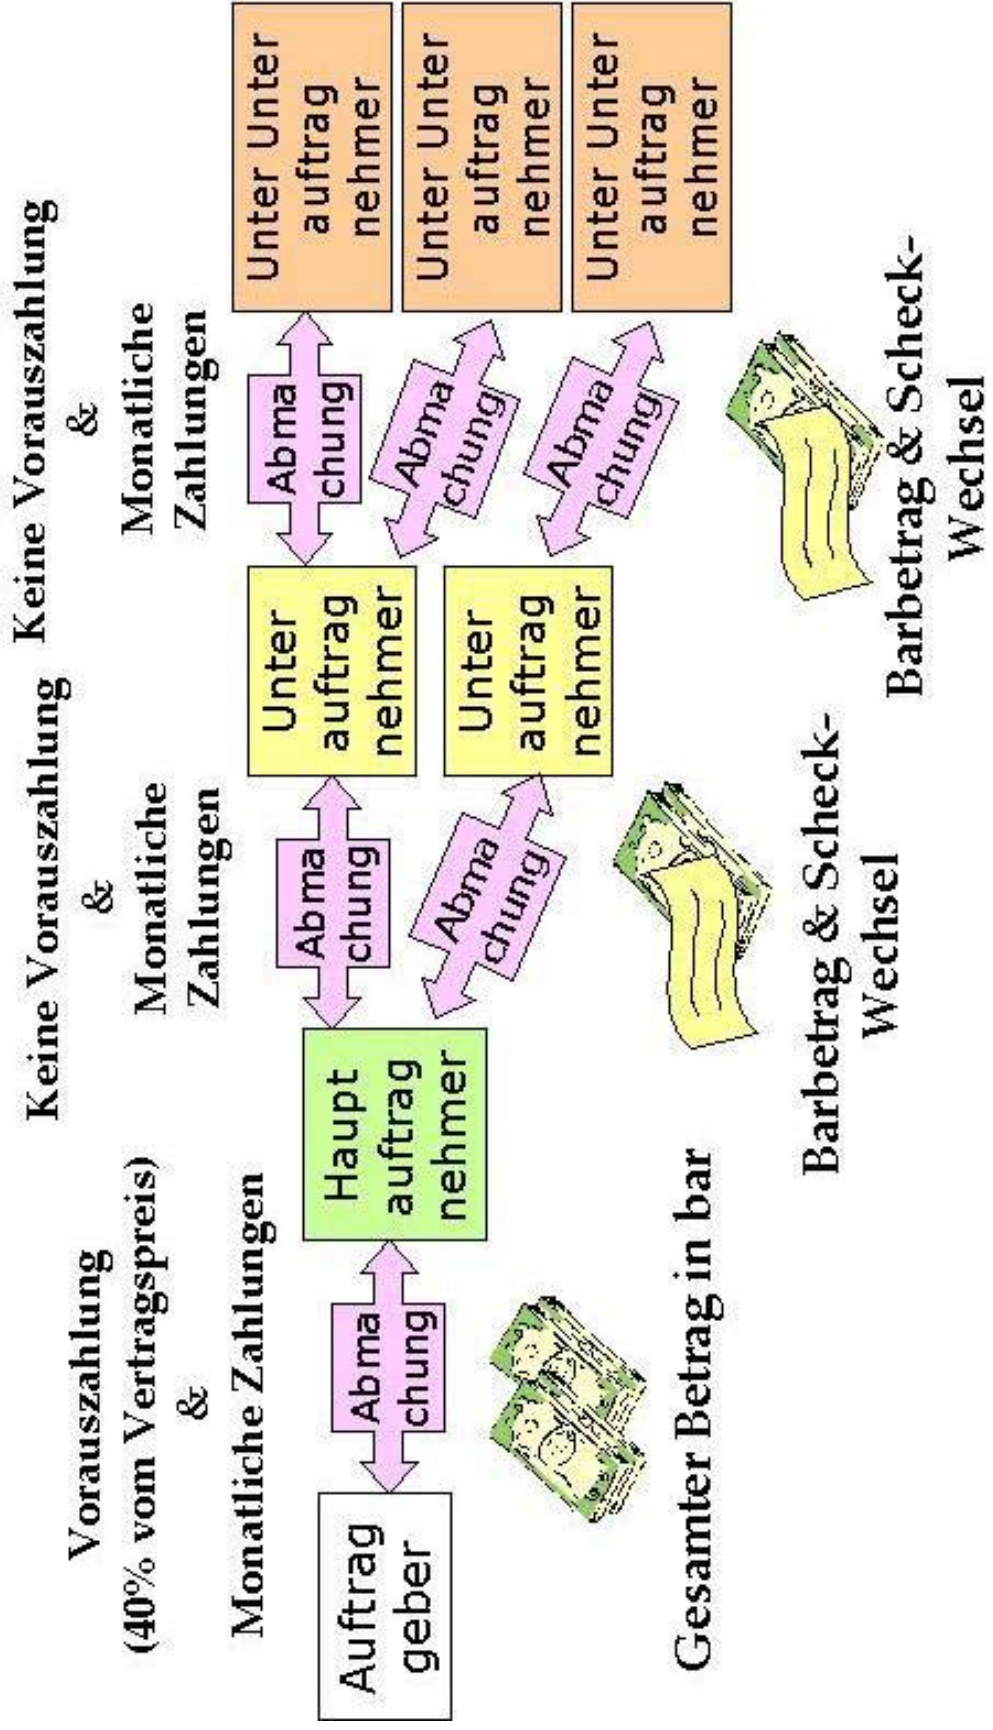 Vorauszahlung
(40% vom Vertragspreis)
&
Monatliche Zahlungen
Keine Vorauszahlung
&
Monatliche
Zahlungen
Keine Vorauszahlung
&
Monatliche
Zahlungen
Auftrag
geber
Abma
chung
Haupt
auftrag
nehmer
Abma
chung
Abma
chung
Unter
auftrag
nehmer
Unter
auftrag
nehmer
Abma
chung
Abma
chung
Abma
chung
Unter Unter
auftrag
nehmer
Unter Unter
auftrag
nehmer
Unter Unter
auftrag
nehmer
Gesamter Betrag in bar
Barbetrag & Scheck-
Wechsel
Barbetrag & Scheck-
Wechsel